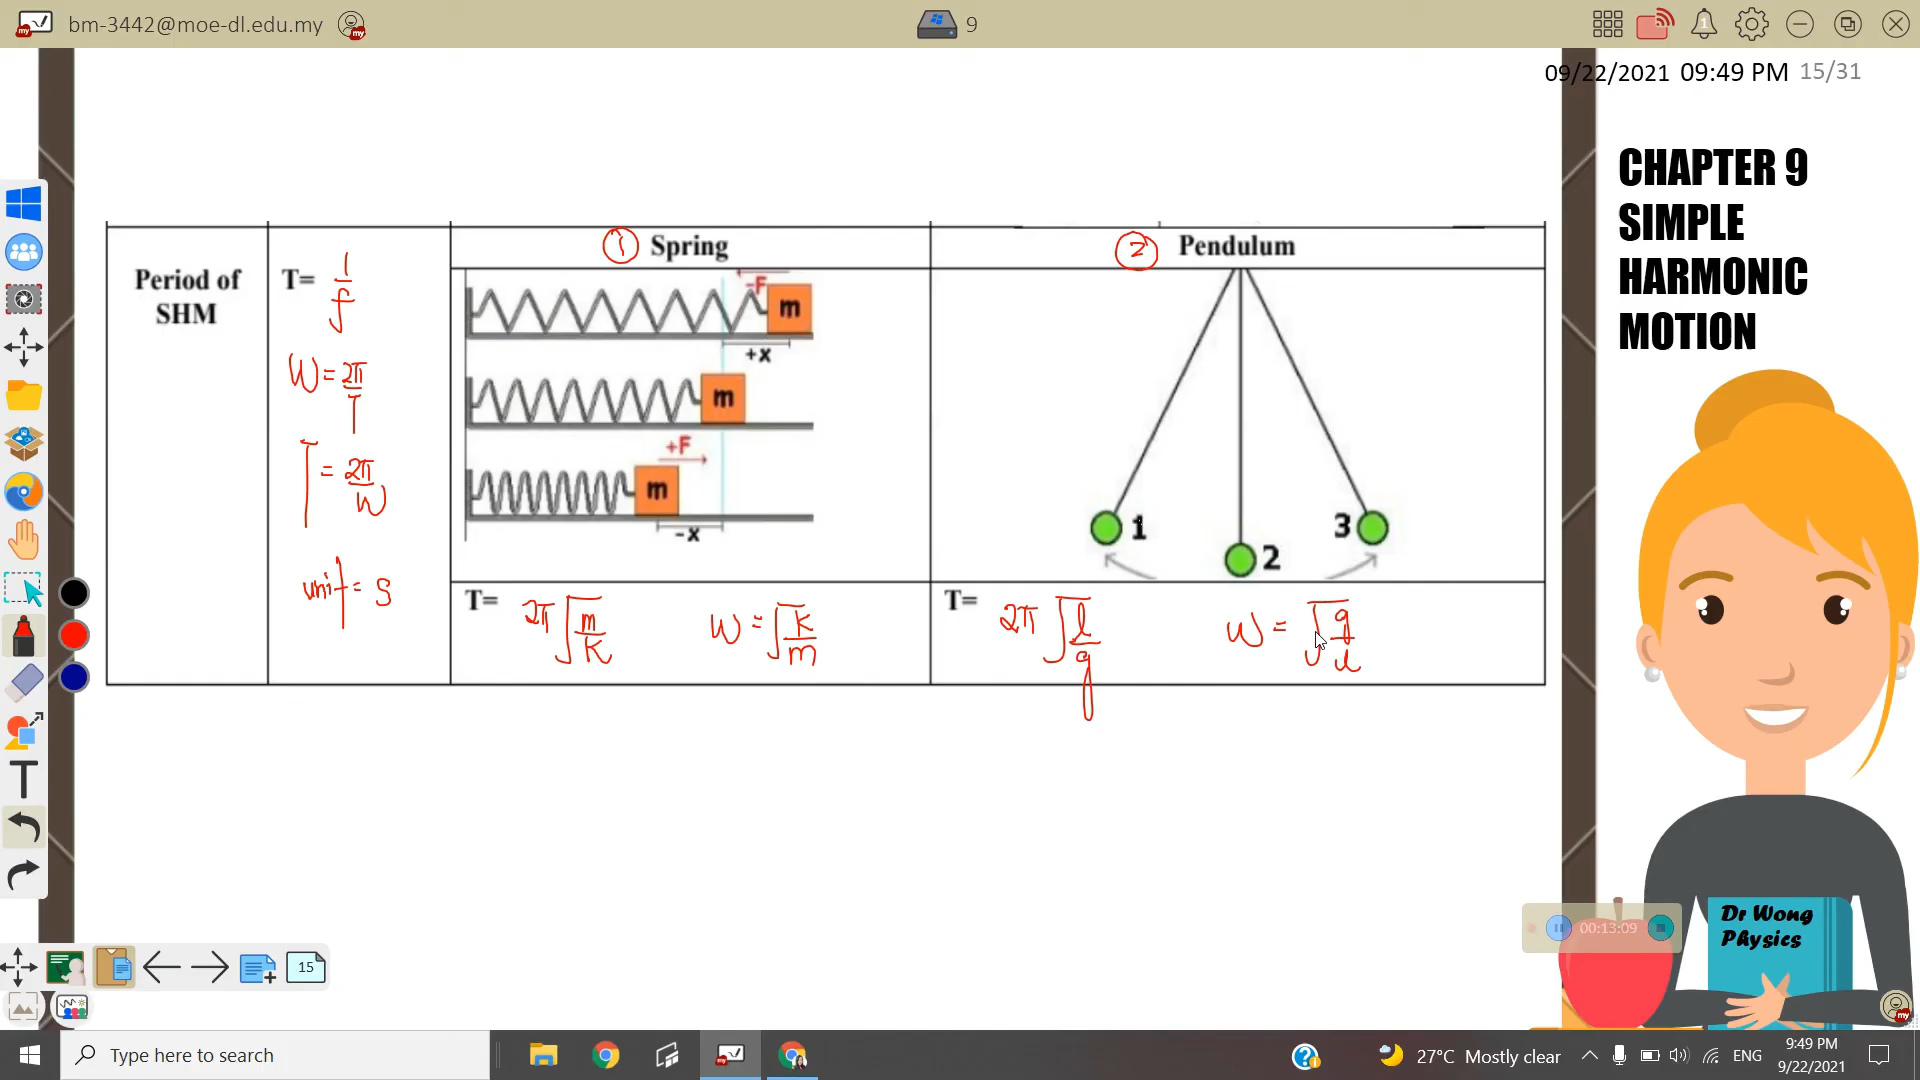 bm-3442@moe-dl.edu.my
my
9
1
09/22/2021 09:49 PM 15/31
CHAPTER 9
SIMPLE
HARMONIC
MOTION
① Spring
② Pendulum
Period of
SHM
T= 1/f
W = 2π/T
T = 2π/W
unit = s
-F
m
+x
m
+F
m
-x
1
2
3
T= 2π √(m/k)
W = √(k/m)
T= 2π √(l/g)
W = √(g/l)
T
Dr Wong
Physics
00:13:09
15
my
Type here to search
27°C Mostly clear
ENG
9:49 PM
9/22/2021